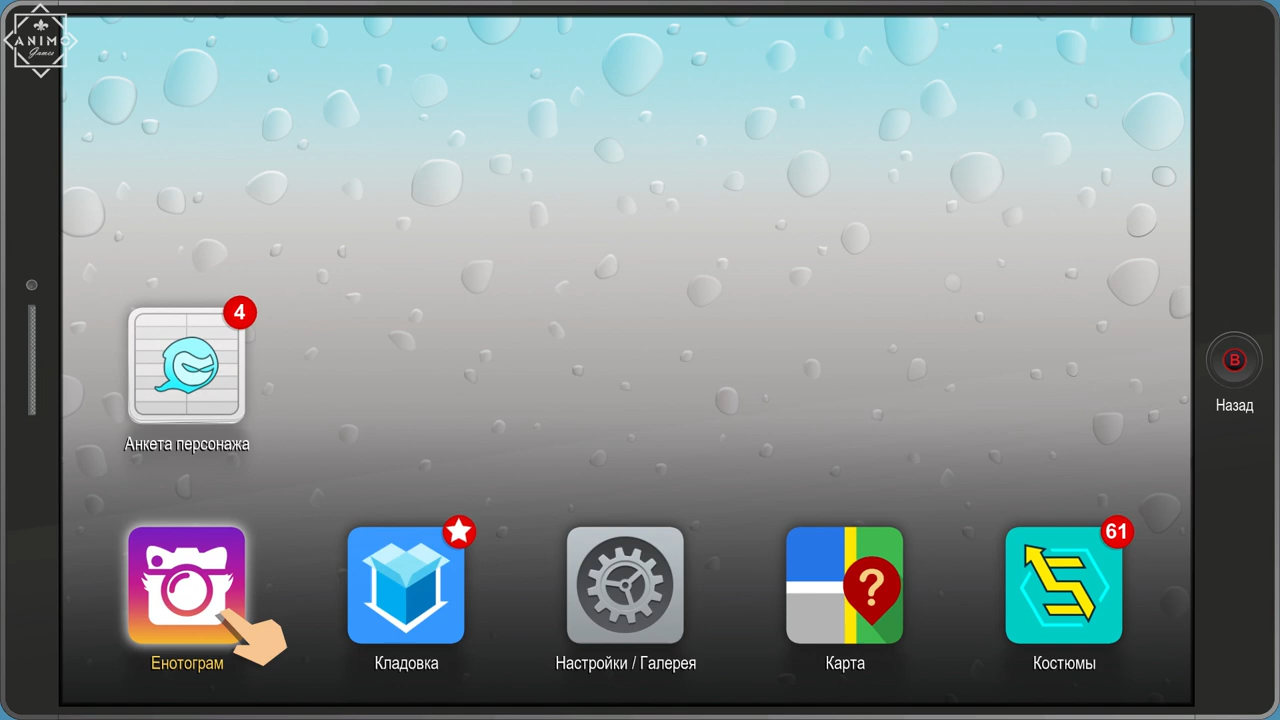 ANIMO
Games
4
Анкета персонажа
B
Назад
61
Енотограм
Кладовка
Настройки / Галерея
Карта
Костюмы
?